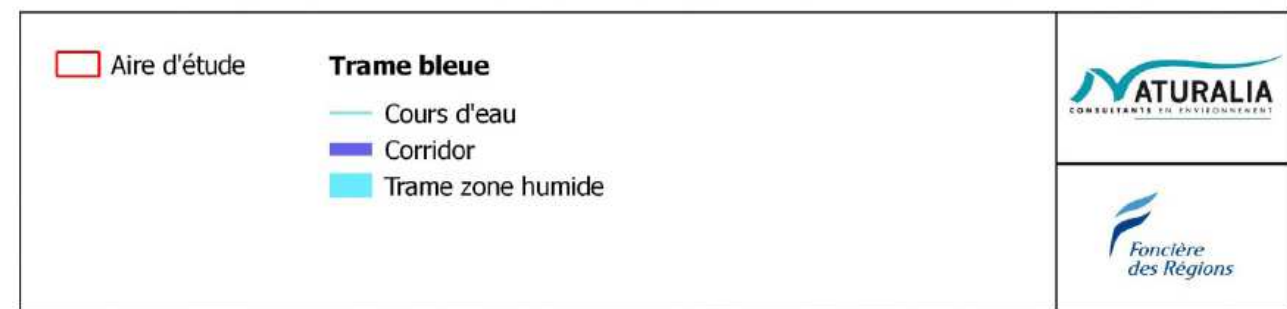 Aire d'étude
Trame bleue
Cours d'eau
Corridor
Trame zone humide
NATURALIA
CONSULTANTS EN ENVIRONNEMENT
Foncière
des Régions